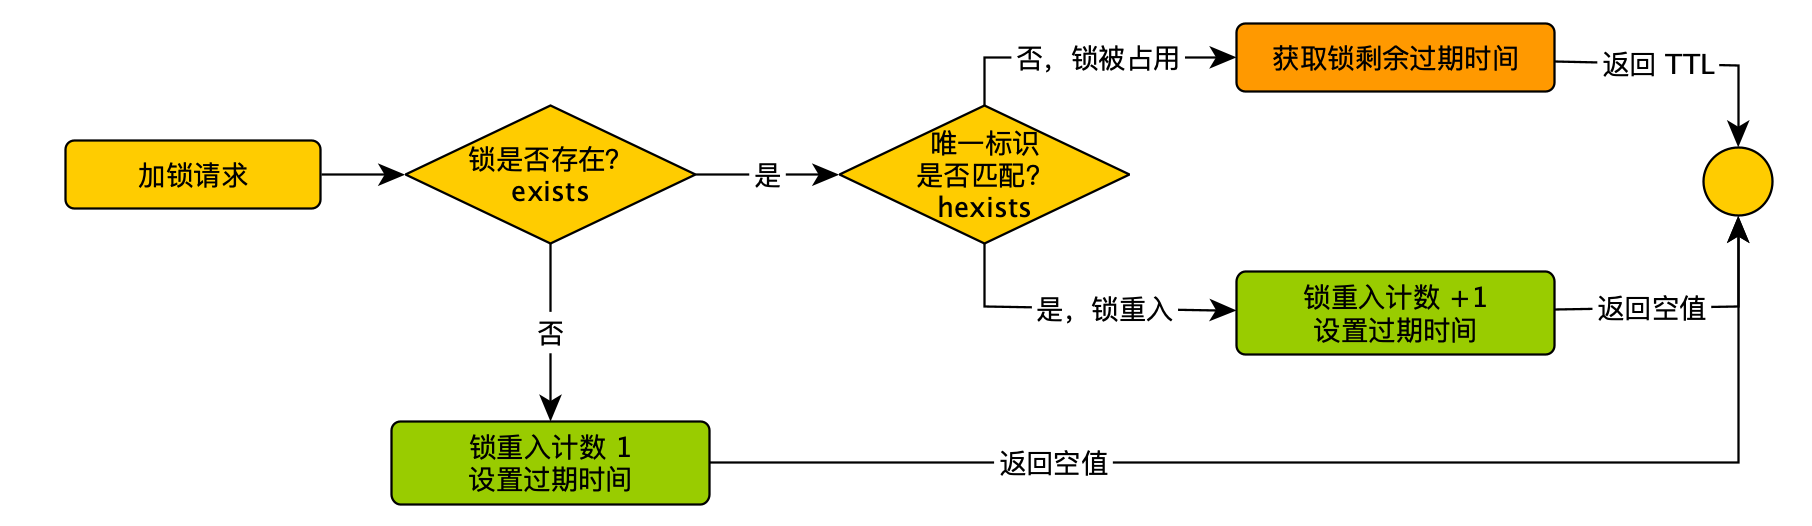 加锁请求
锁是否存在?
exists
是
唯一标识
是否匹配?
hexists
否，锁被占用
获取锁剩余过期时间
返回 TTL
是，锁重入
锁重入计数 +1
设置过期时间
返回空值
否
锁重入计数 1
设置过期时间
返回空值